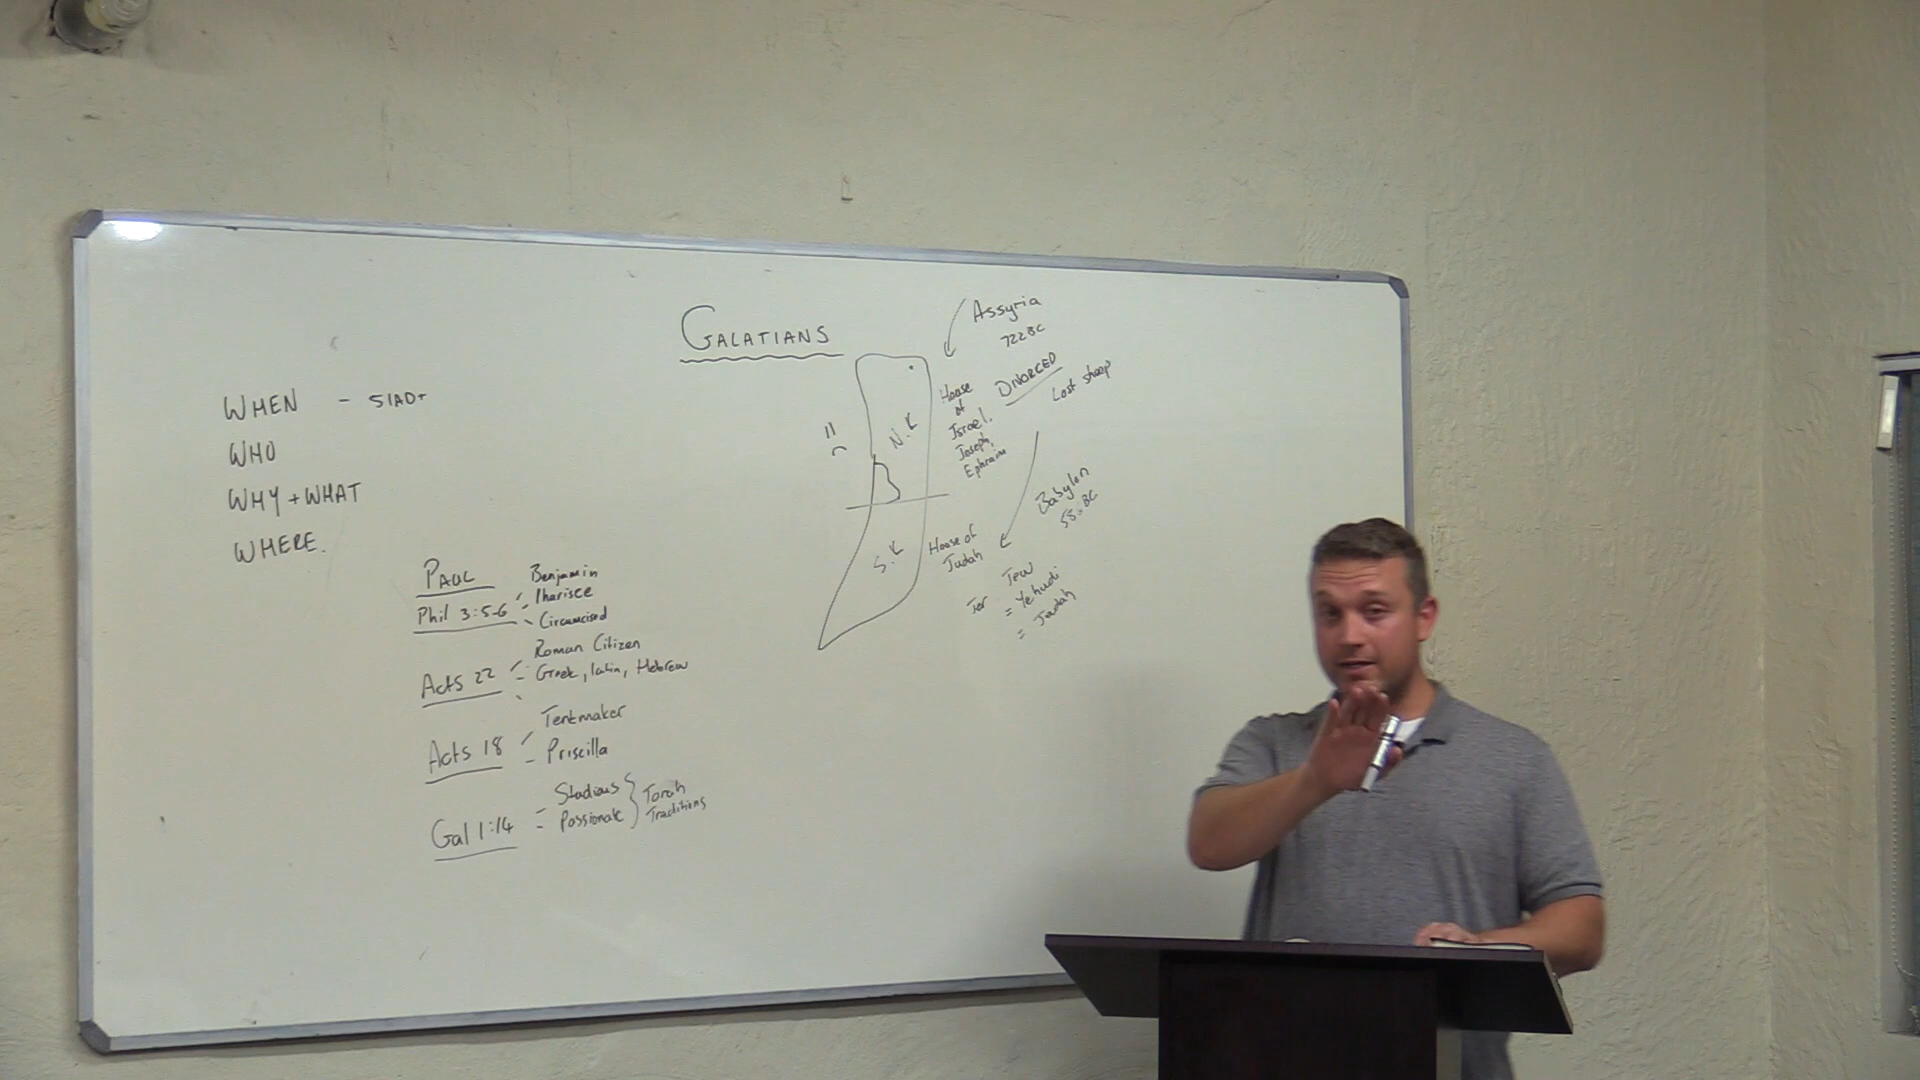 GALATIANS
WHEN - 51AD+
WHO
WHY + WHAT
WHERE.
PAUL
Phil 3:5-6
Benjamin
Pharisee
Circumcised
Acts 22
Roman Citizen
Greek, Latin, Hebrew
Acts 18
Tentmaker
Priscilla
Gal 1:14
Studious
Passionate
Torah
Traditions
N.K
S.K
Assyria
722BC
DIVORCED
Lost sheep
House
of
Israel.
Joseph,
Ephraim
Babylon
House of
Judah
Jew
= Yehudi
= Judah